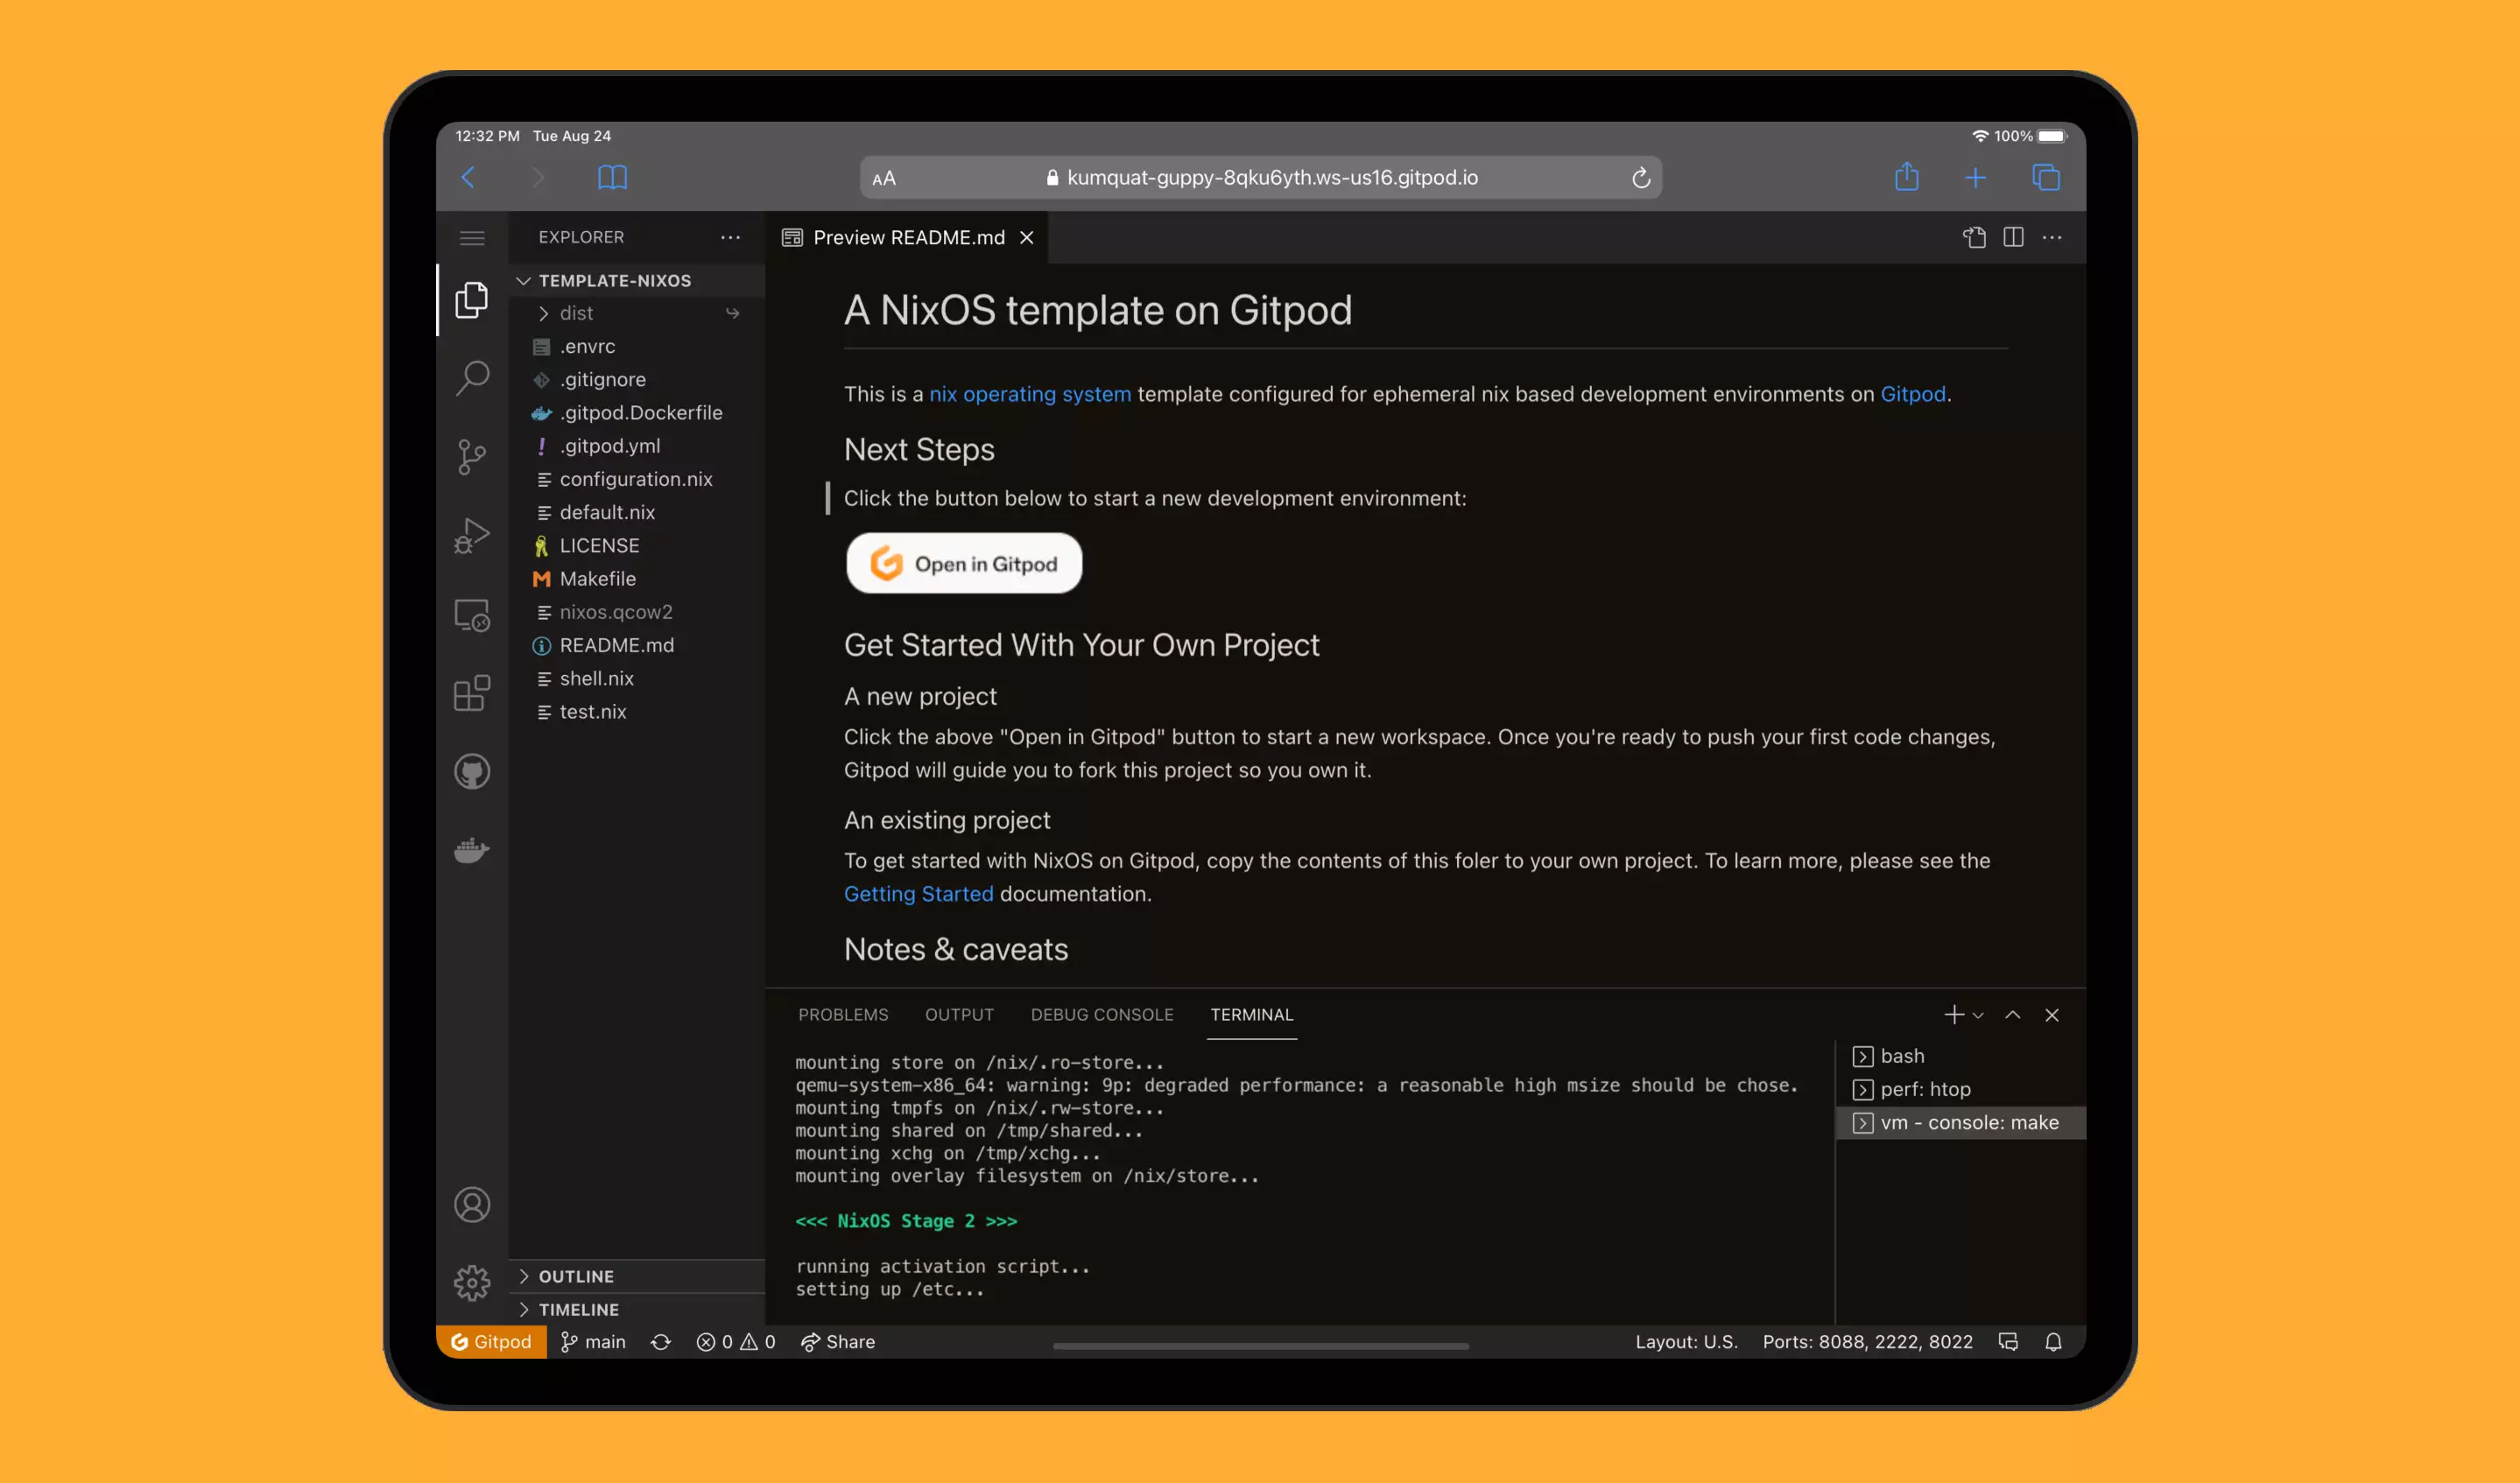 12:32 PM Tue Aug 24
100%
AA
kumquat-guppy-8qku6yth.ws-us16.gitpod.io
EXPLORER
Preview README.md
TEMPLATE-NIXOS
dist
.envrc
.gitignore
.gitpod.Dockerfile
.gitpod.yml
configuration.nix
default.nix
LICENSE
Makefile
nixos.qcow2
README.md
shell.nix
test.nix
OUTLINE
TIMELINE
A NixOS template on Gitpod
This is a nix operating system template configured for ephemeral nix based development environments on Gitpod.
Next Steps
Click the button below to start a new development environment:
Open in Gitpod
Get Started With Your Own Project
A new project
Click the above "Open in Gitpod" button to start a new workspace. Once you're ready to push your first code changes,
Gitpod will guide you to fork this project so you own it.
An existing project
To get started with NixOS on Gitpod, copy the contents of this foler to your own project. To learn more, please see the
Getting Started documentation.
Notes & caveats
PROBLEMS OUTPUT DEBUG CONSOLE TERMINAL
mounting store on /nix/.ro-store...
qemu-system-x86_64: warning: 9p: degraded performance: a reasonable high msize should be chose.
mounting tmpfs on /nix/.rw-store...
mounting shared on /tmp/shared...
mounting xchg on /tmp/xchg...
mounting overlay filesystem on /nix/store...
<<< NixOS Stage 2 >>>
running activation script...
setting up /etc...
bash
perf: htop
vm - console: make
Gitpod main 0 0 Share
Layout: U.S. Ports: 8088, 2222, 8022